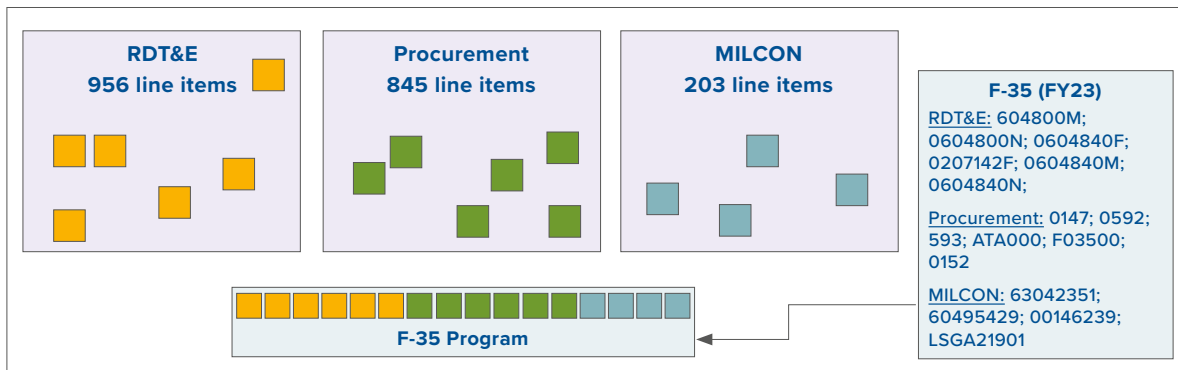 RDT&E
956 line items
Procurement
845 line items
MILCON
203 line items
F-35 (FY23)
RDT&E: 604800M;
0604800N; 0604840F;
0207142F; 0604840M;
0604840N;
Procurement: 0147; 0592;
593; ATA000; F03500;
0152
MILCON: 63042351;
60495429; 00146239;
LSGA21901
F-35 Program